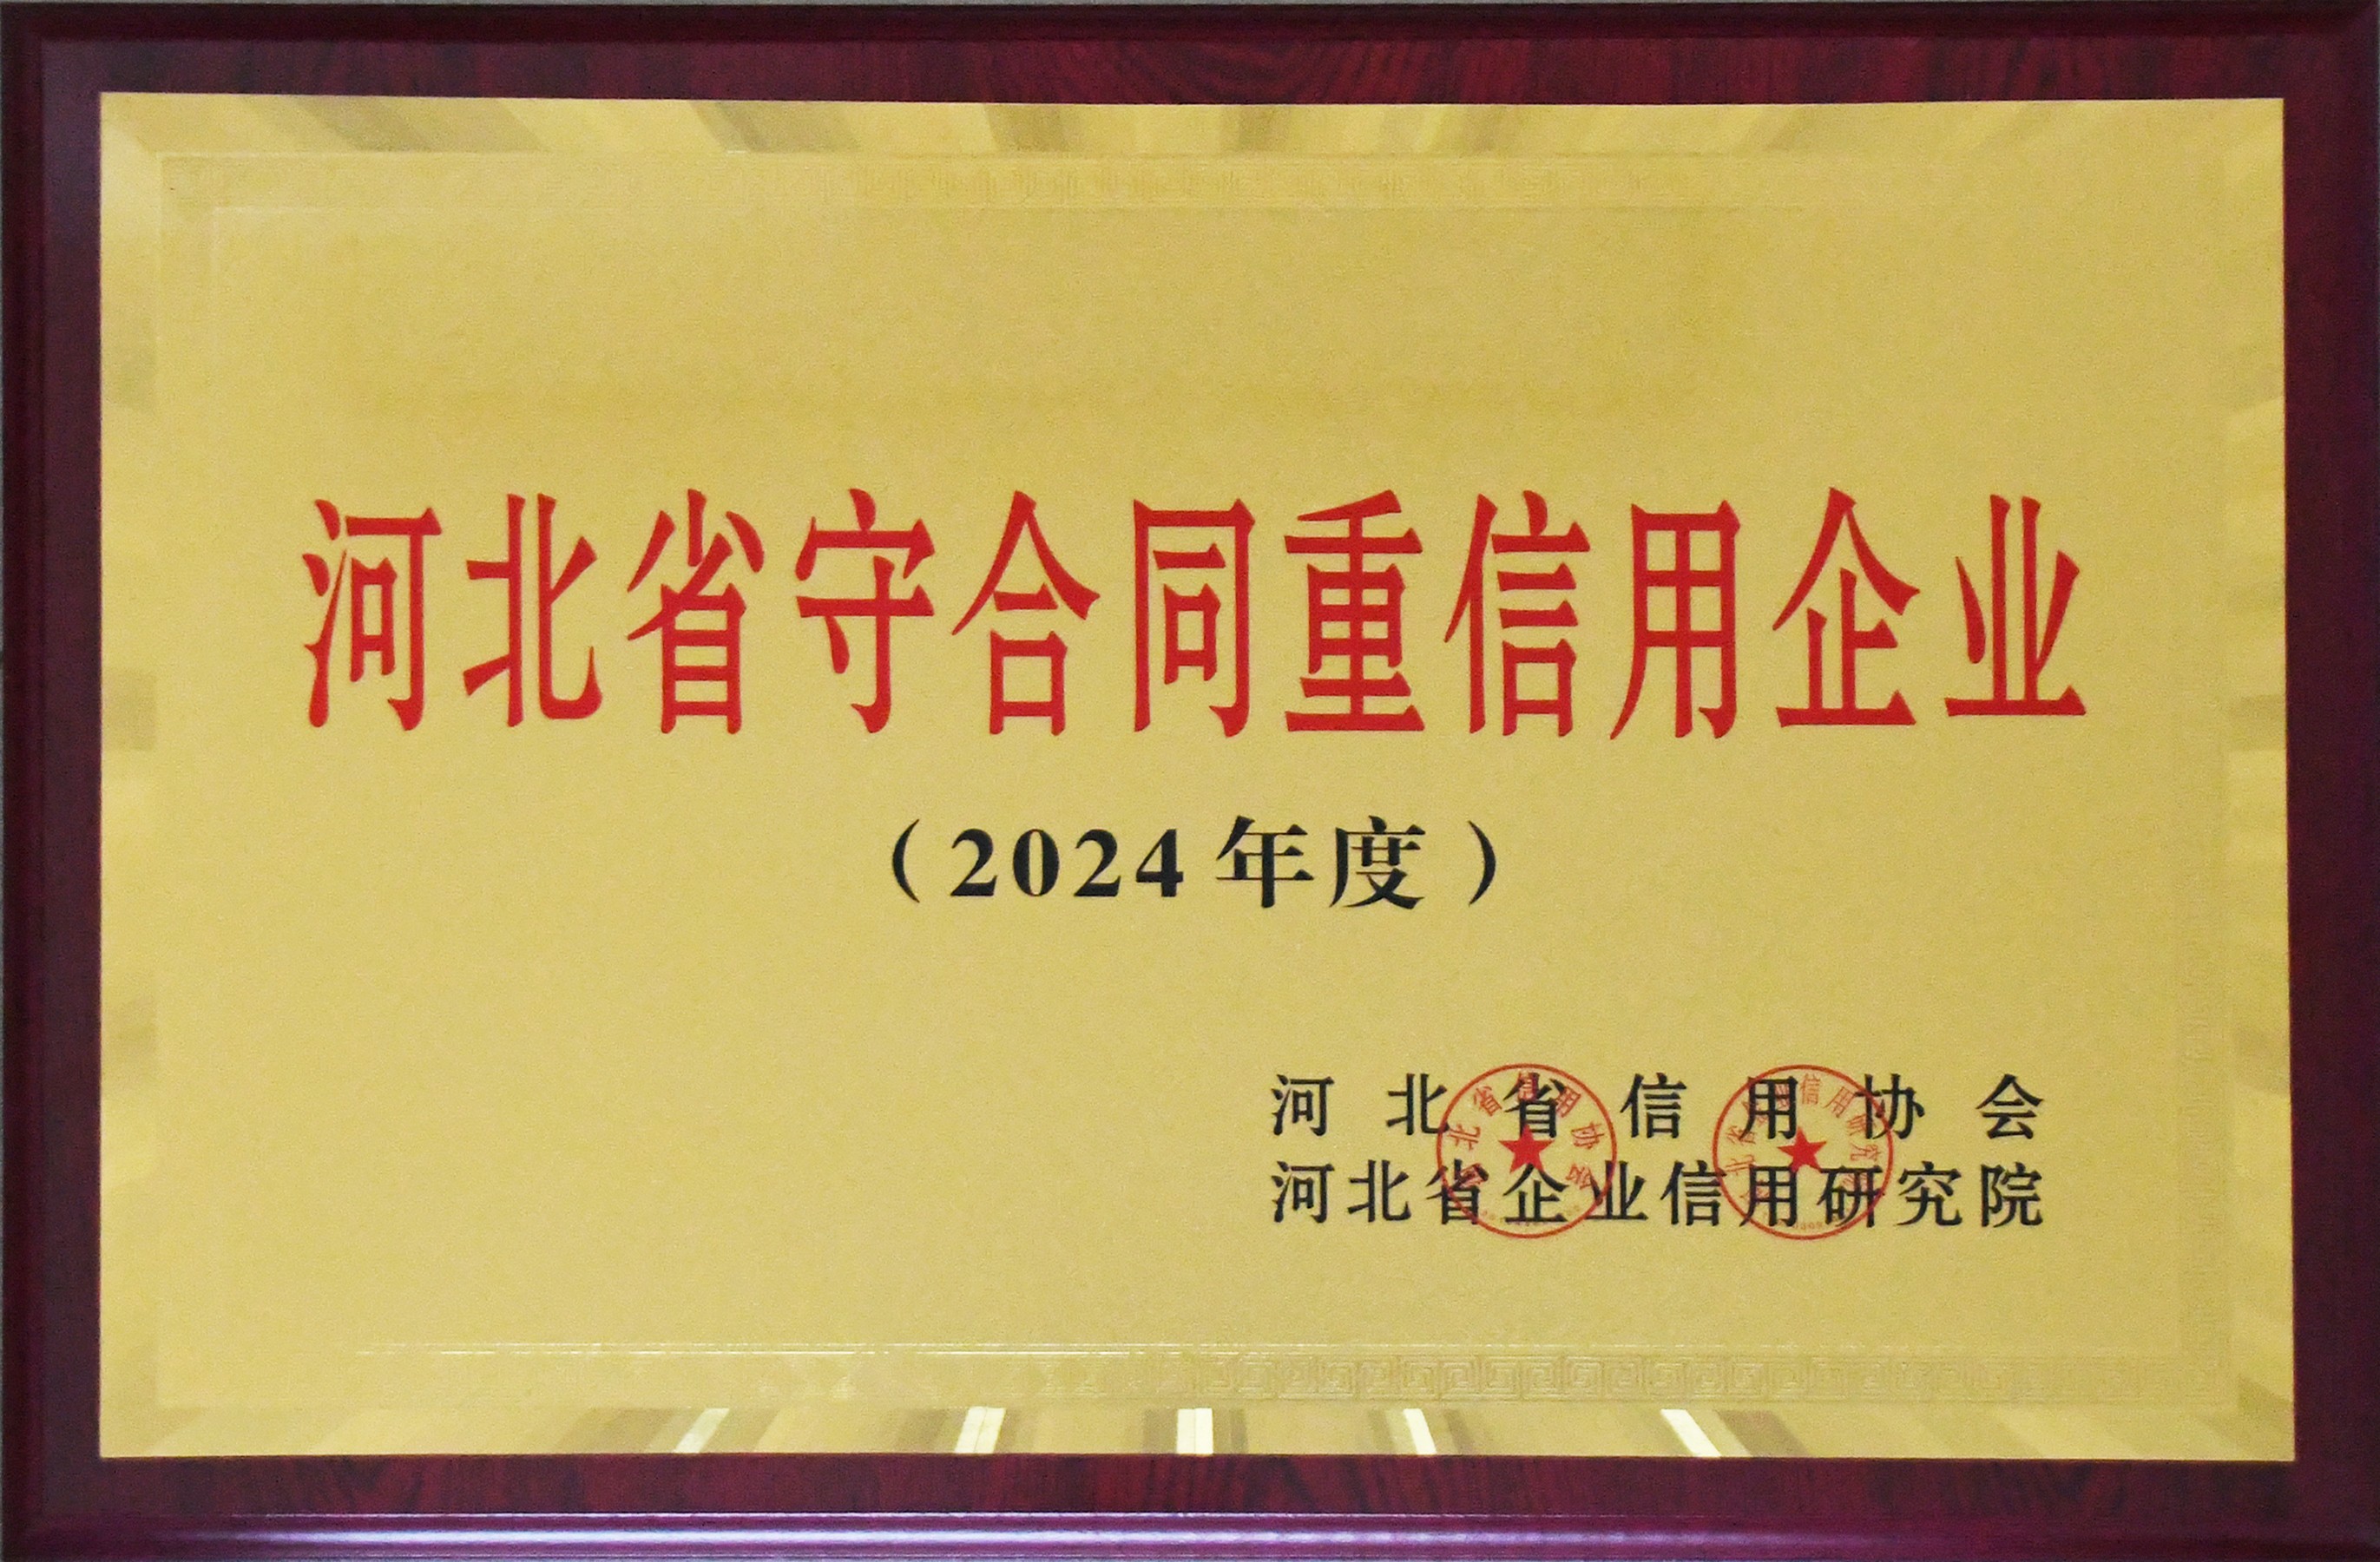 河北省守合同重信用企业
（2024年度）
河北省信用协会
河北省企业信用研究院